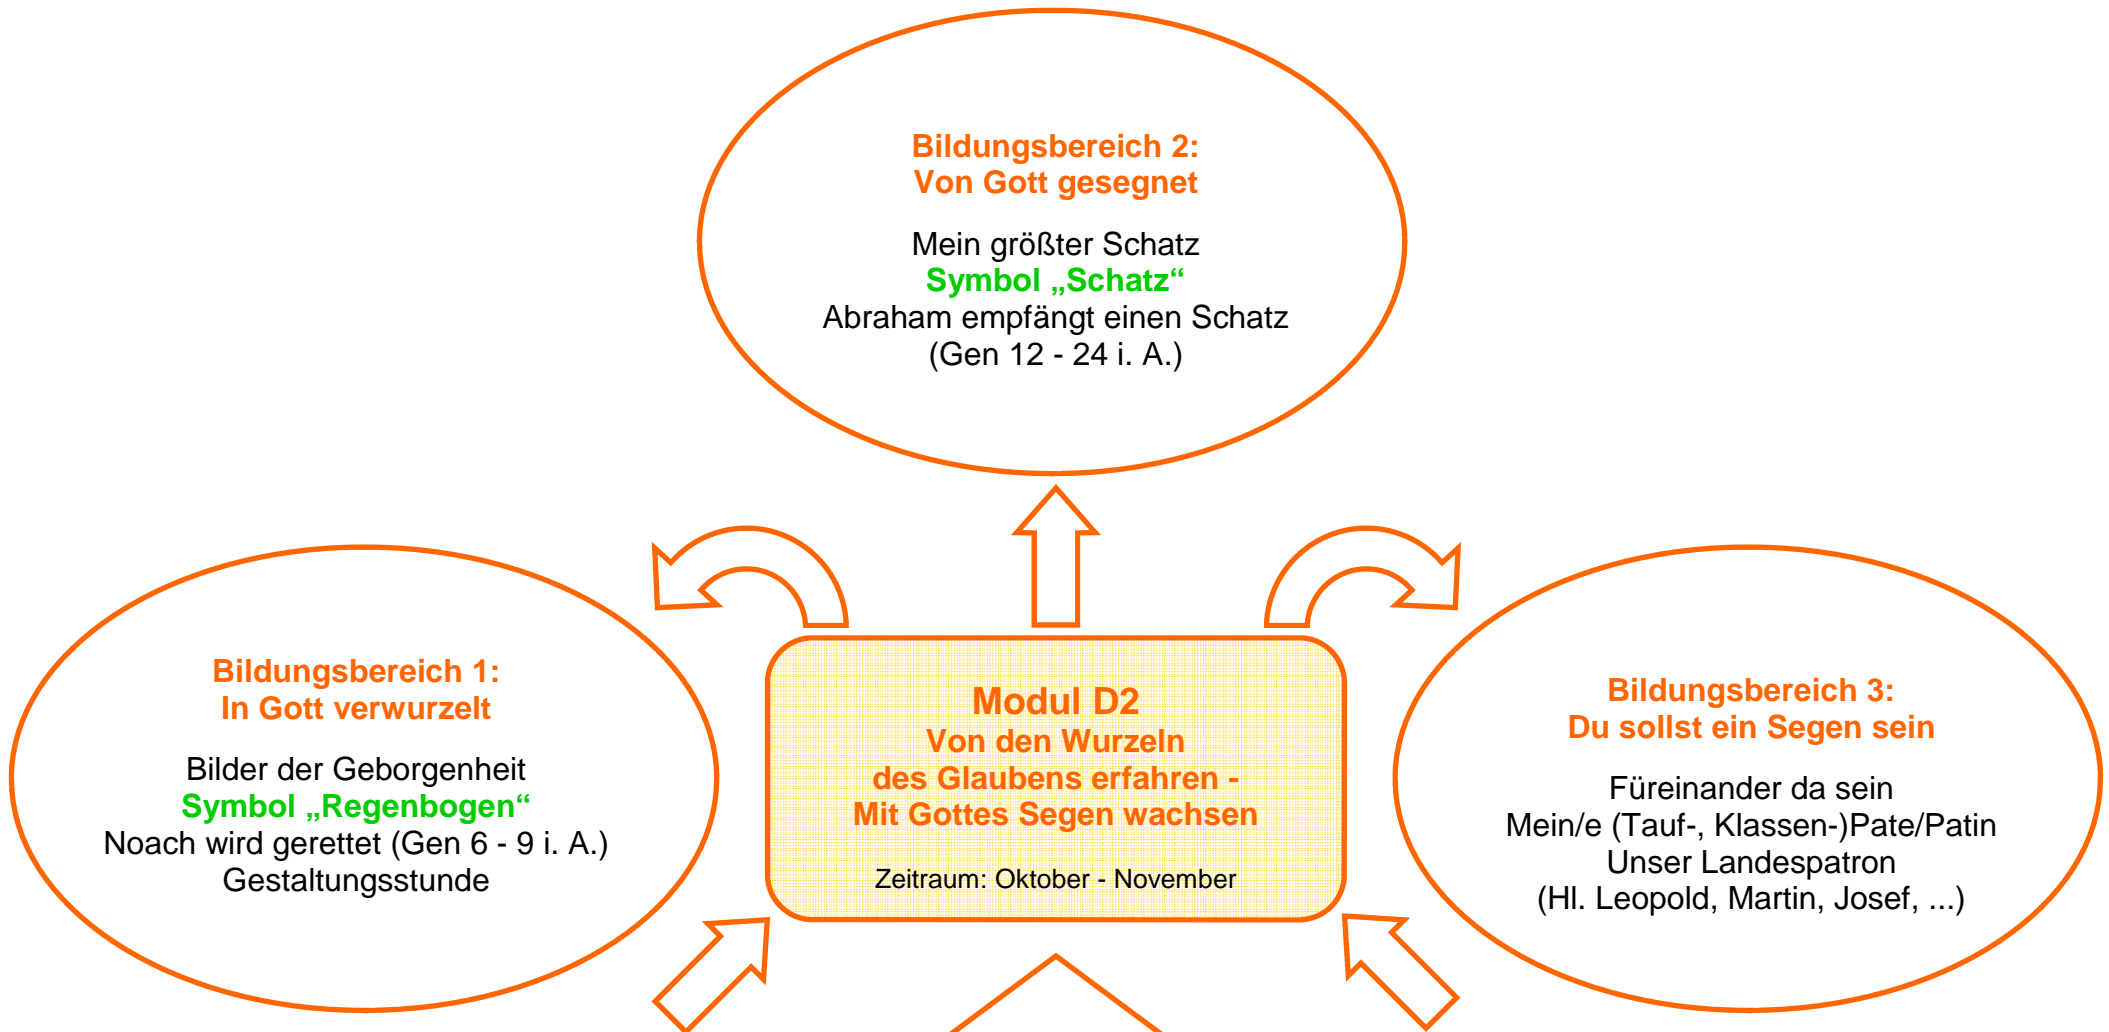 Bildungsbereich 2:
Von Gott gesegnet
Mein größter Schatz
Symbol „Schatz“
Abraham empfängt einen Schatz
(Gen 12 - 24 i. A.)
Bildungsbereich 1:
In Gott verwurzelt
Bilder der Geborgenheit
Symbol „Regenbogen“
Noach wird gerettet (Gen 6 - 9 i. A.)
Gestaltungsstunde
Modul D2
Von den Wurzeln
des Glaubens erfahren -
Mit Gottes Segen wachsen
Zeitraum: Oktober - November
Bildungsbereich 3:
Du sollst ein Segen sein
Füreinander da sein
Mein/e (Tauf-, Klassen-)Pate/Patin
Unser Landespatron
(Hl. Leopold, Martin, Josef, ...)